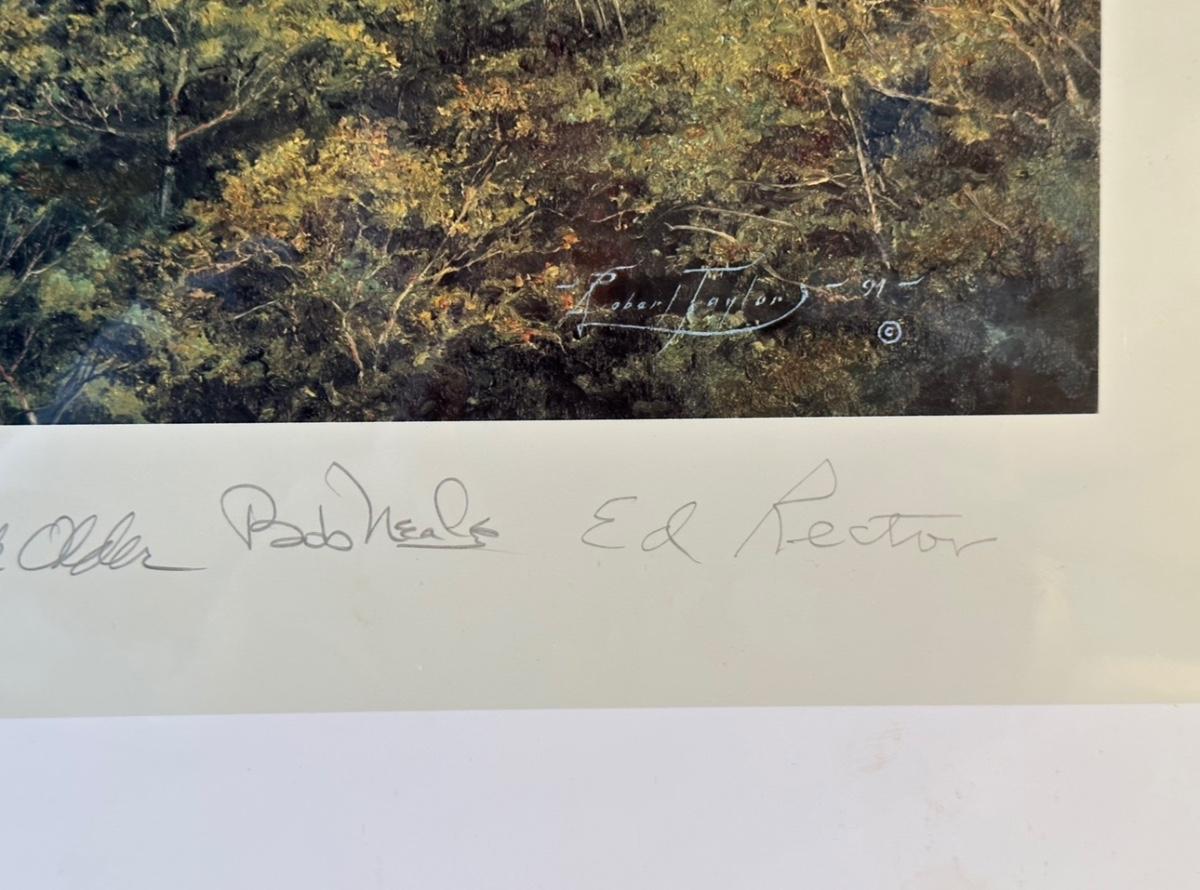 Robert Taylor - 91 -
©
Older Bob Neale Ed Rector